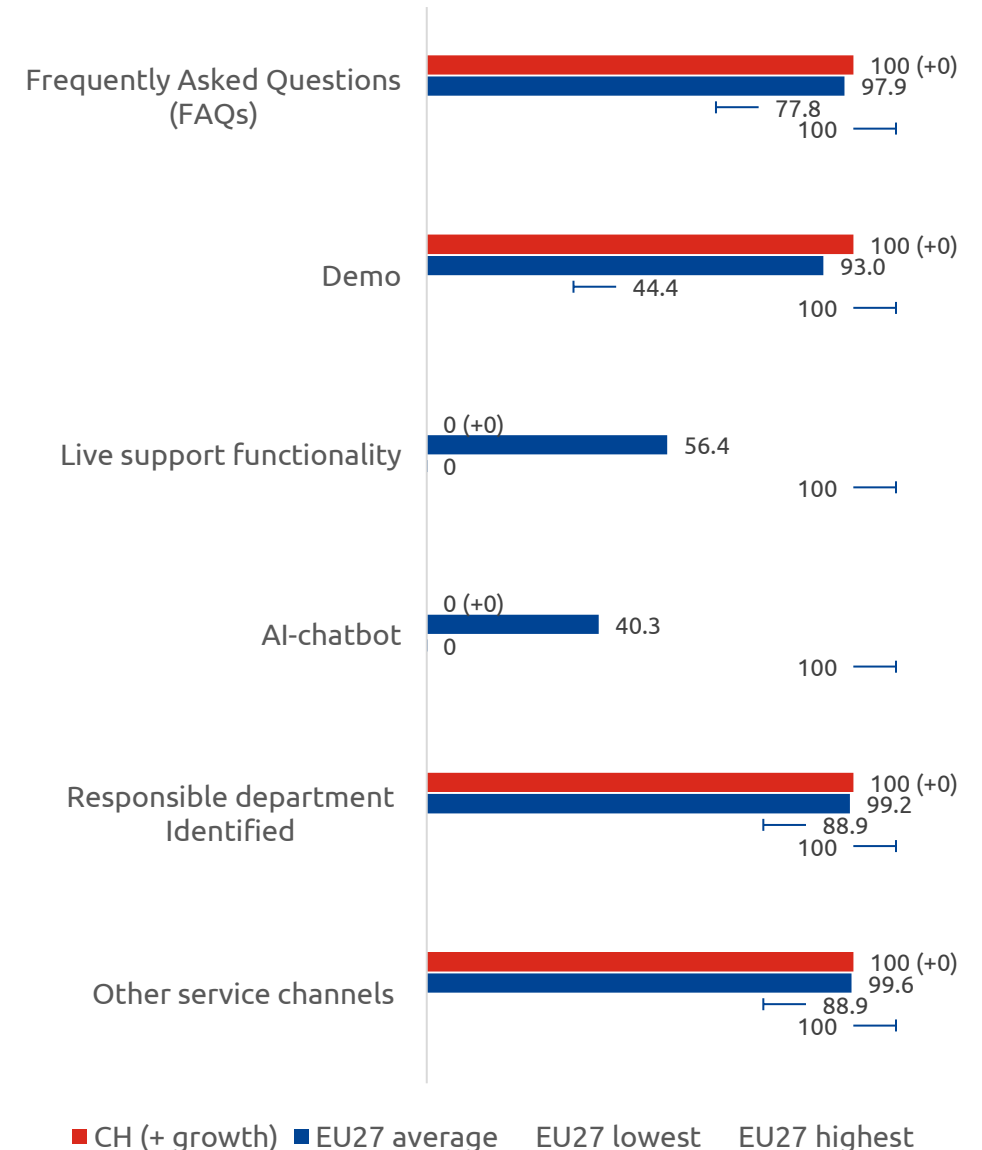 Frequently Asked Questions
(FAQs)
100 (+0)
97.9
77.8
100
Demo
100 (+0)
93.0
44.4
100
Live support functionality
0 (+0)
56.4
0
100
AI-chatbot
0 (+0)
40.3
0
100
Responsible department
Identified
100 (+0)
99.2
88.9
100
Other service channels
100 (+0)
99.6
88.9
100
CH (+ growth) EU27 average EU27 lowest EU27 highest